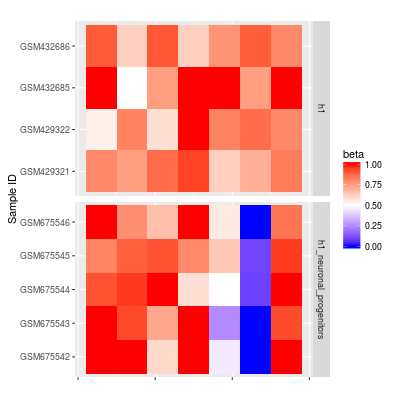 Sample ID
GSM432686
GSM432685
GSM429322
GSM429321
h1
GSM675546
GSM675545
GSM675544
GSM675543
GSM675542
h1_neuronal_progenitors
beta
1.00
0.75
0.50
0.25
0.00